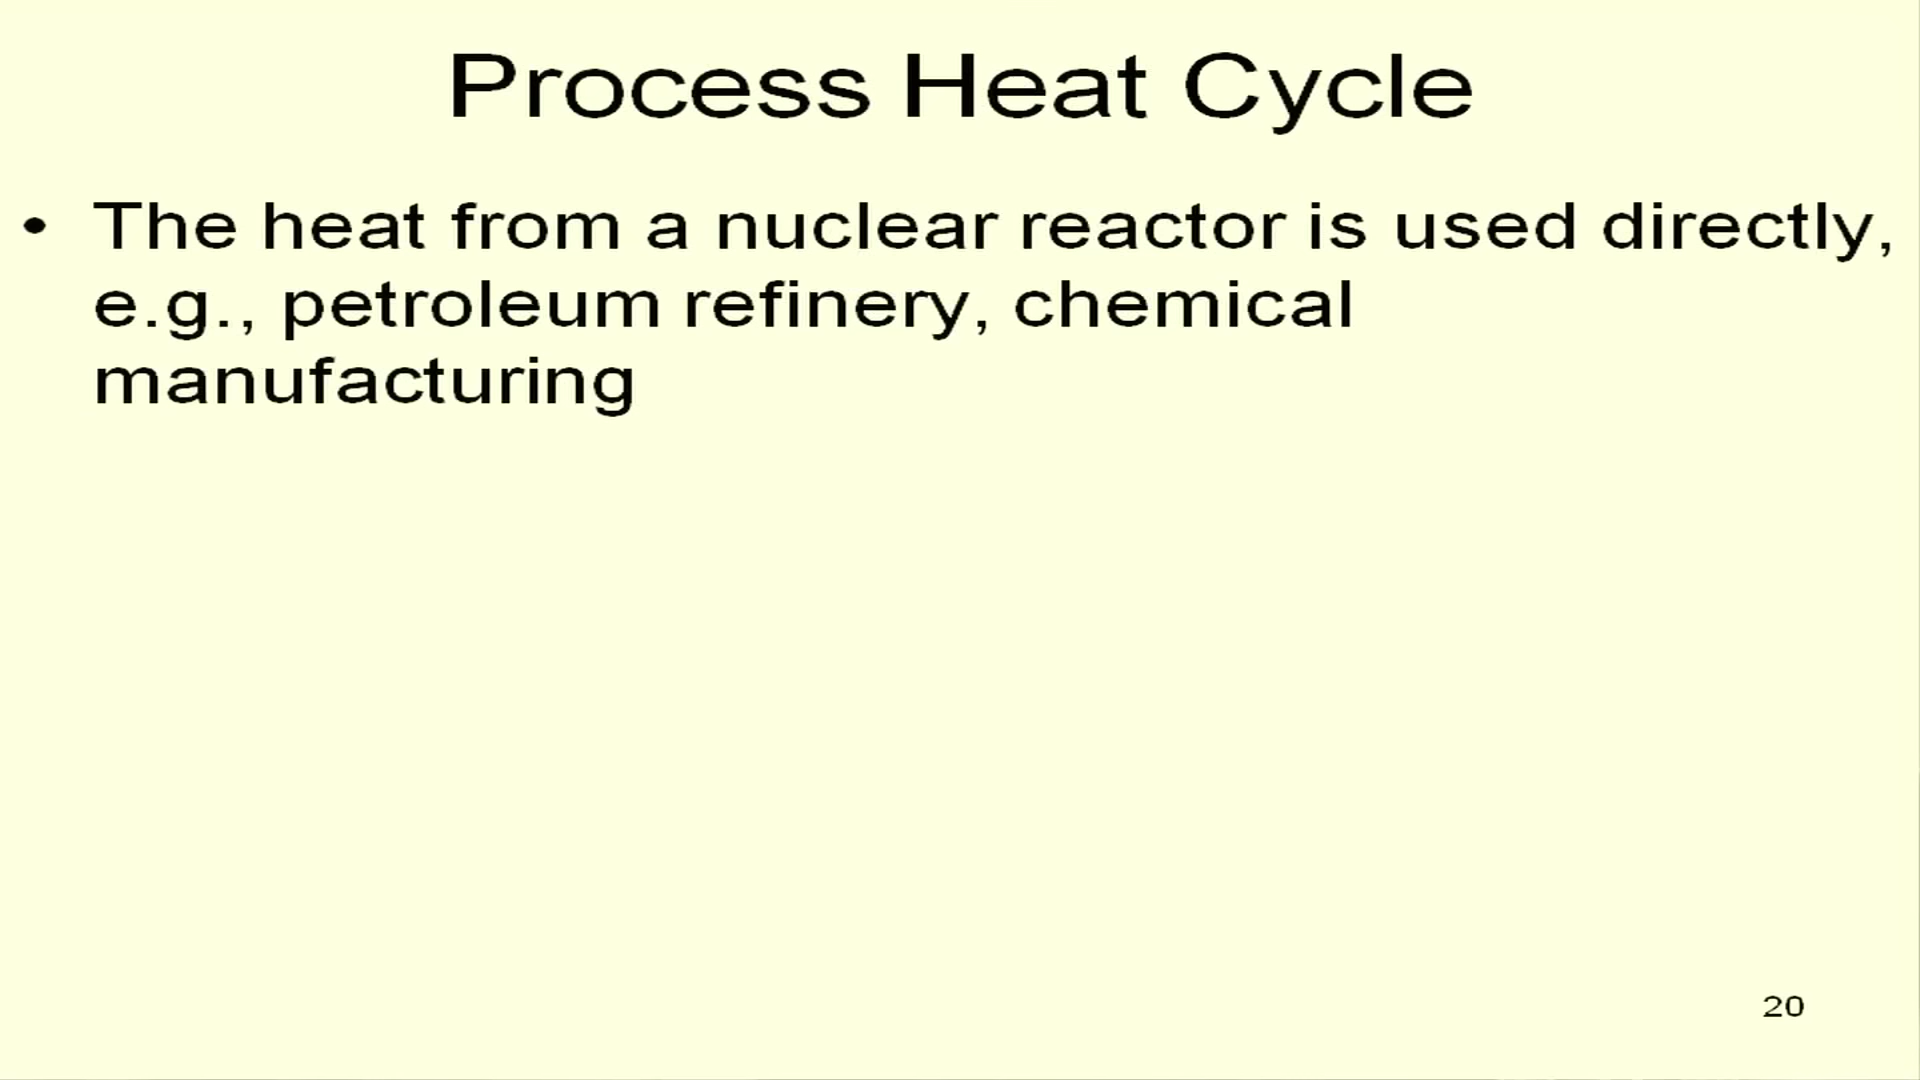 Process Heat Cycle
• The heat from a nuclear reactor is used directly,
e.g., petroleum refinery, chemical
manufacturing
20